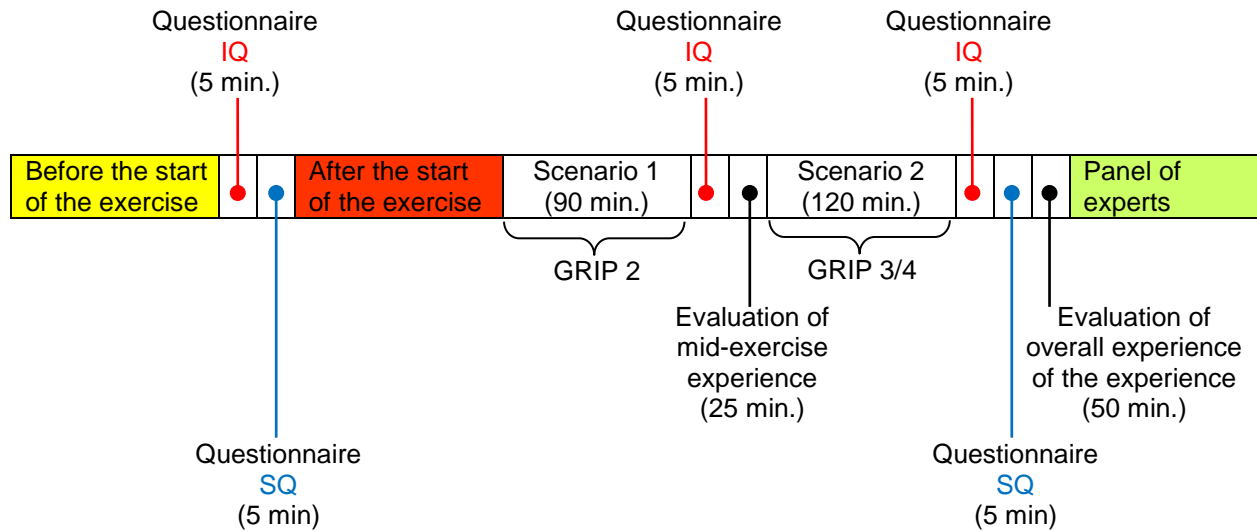 Questionnaire
IQ
(5 min.)
Questionnaire
IQ
(5 min.)
Questionnaire
IQ
(5 min.)
Before the start
of the exercise
After the start
of the exercise
Scenario 1
(90 min.)
Scenario 2
(120 min.)
Panel of
experts
GRIP 2
GRIP 3/4
Evaluation of
mid-exercise
experience
(25 min.)
Evaluation of
overall experience
of the experience
(50 min.)
Questionnaire
SQ
(5 min)
Questionnaire
SQ
(5 min)